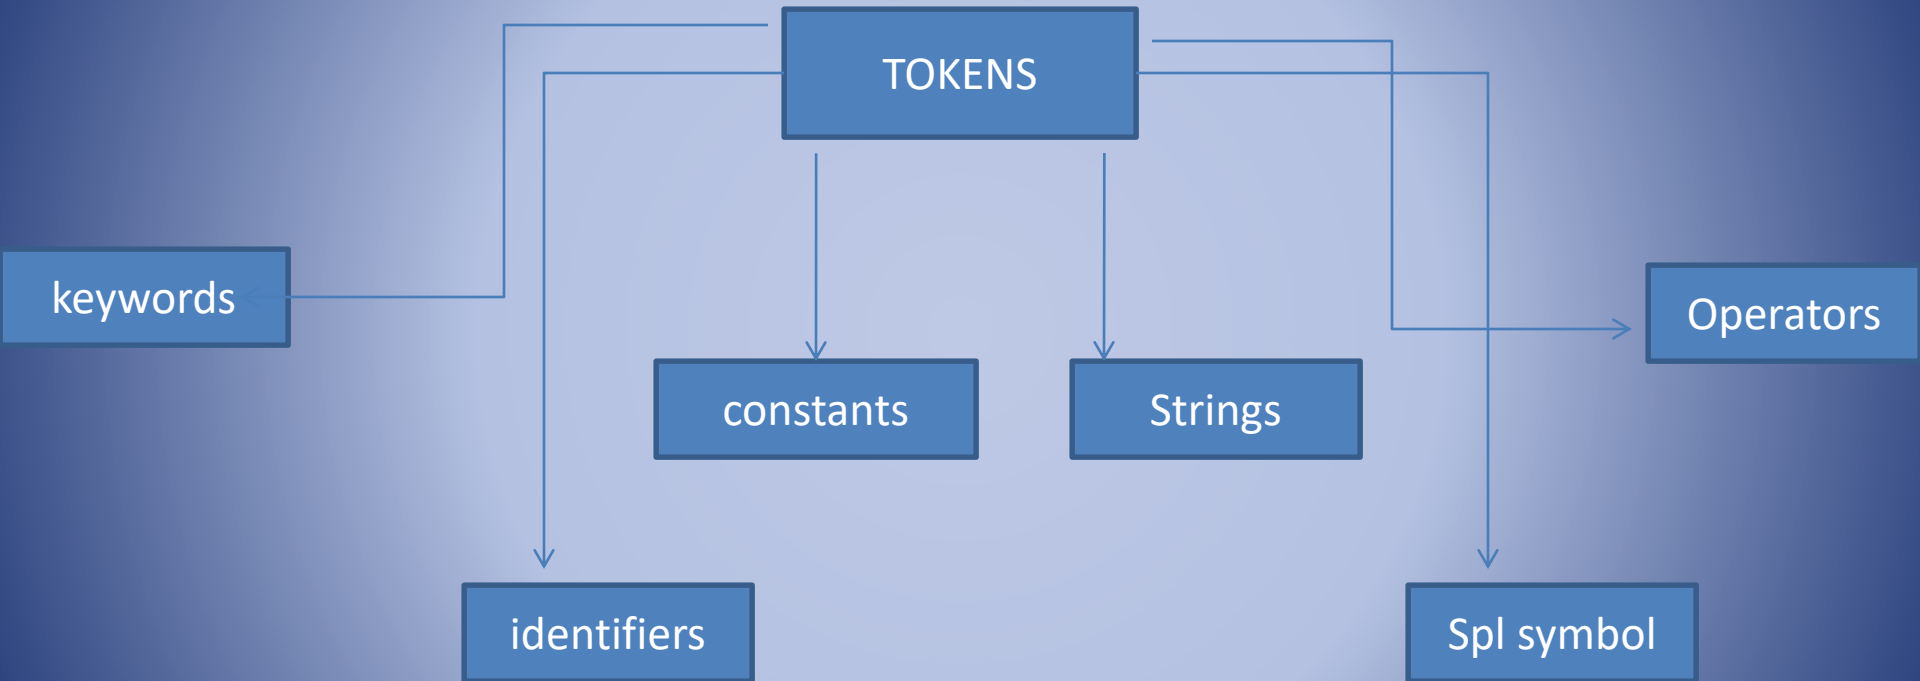 TOKENS
keywords
Operators
constants
Strings
identifiers
Spl symbol